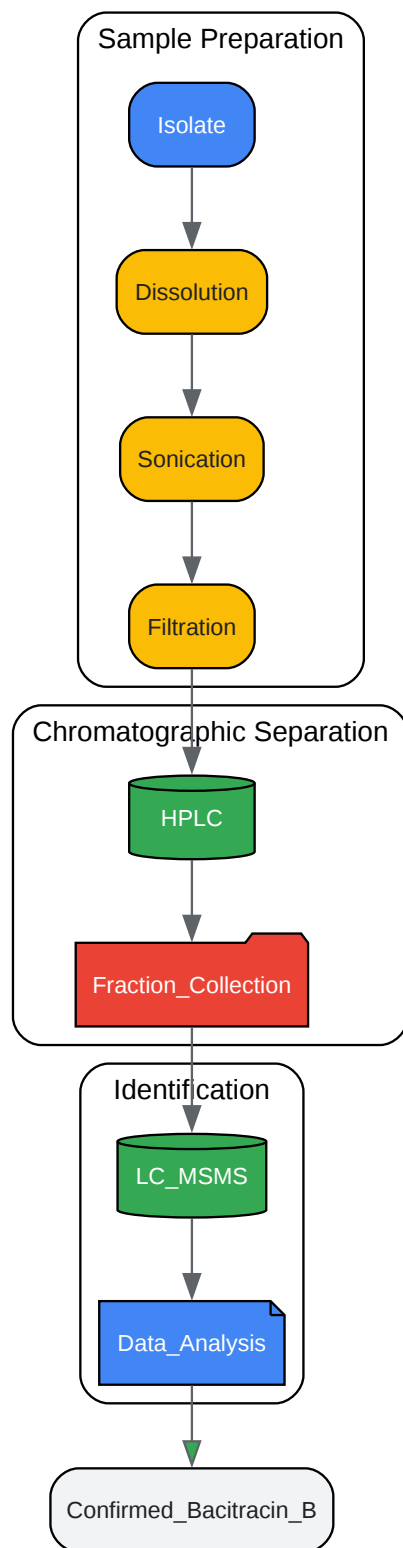 Sample Preparation
Isolate
Dissolution
Sonication
Filtration
Chromatographic Separation
HPLC
Fraction_Collection
Identification
LC_MSMS
Data_Analysis
Confirmed_Bacitracin_B